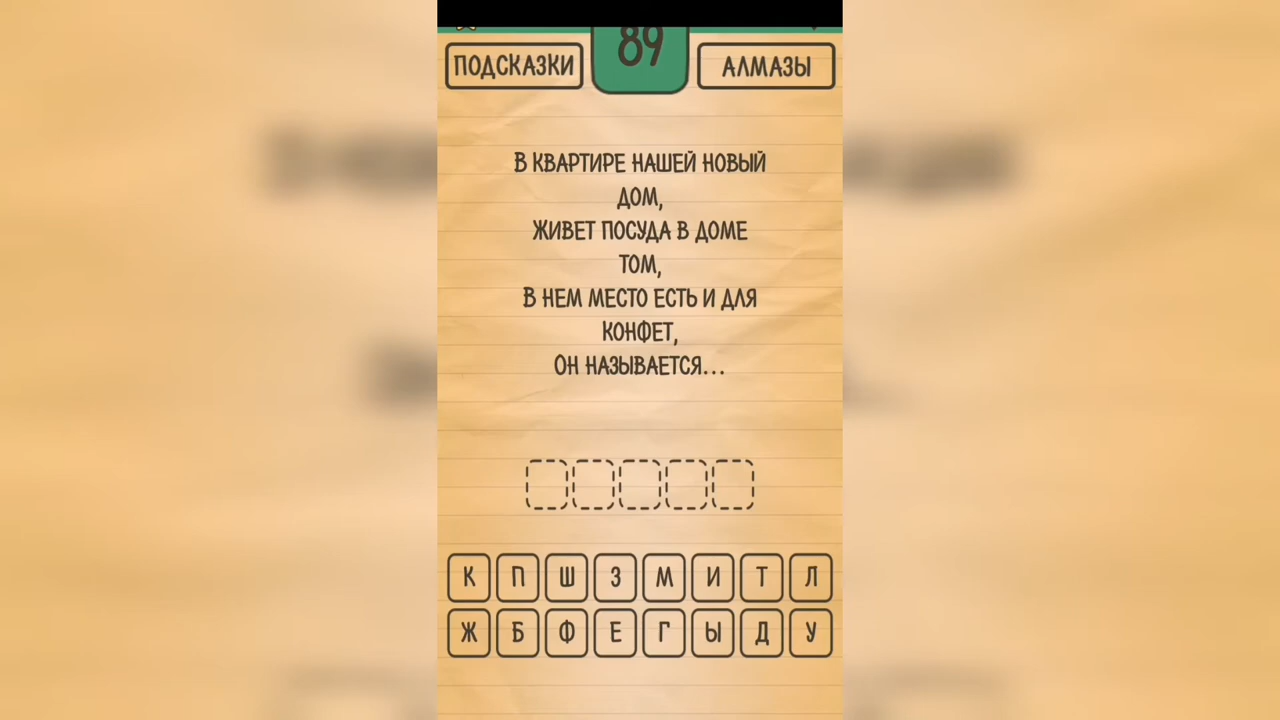 89
ПОДСКАЗКИ
АЛМАЗЫ
В КВАРТИРЕ НАШЕЙ НОВЫЙ
ДОМ,
ЖИВЕТ ПОСУДА В ДОМЕ
ТОМ,
В НЕМ МЕСТО ЕСТЬ И ДЛЯ
КОНФЕТ,
ОН НАЗЫВАЕТСЯ...
К П Ш З М И Т Л
Ж Б Ф Е Г Ы Д У